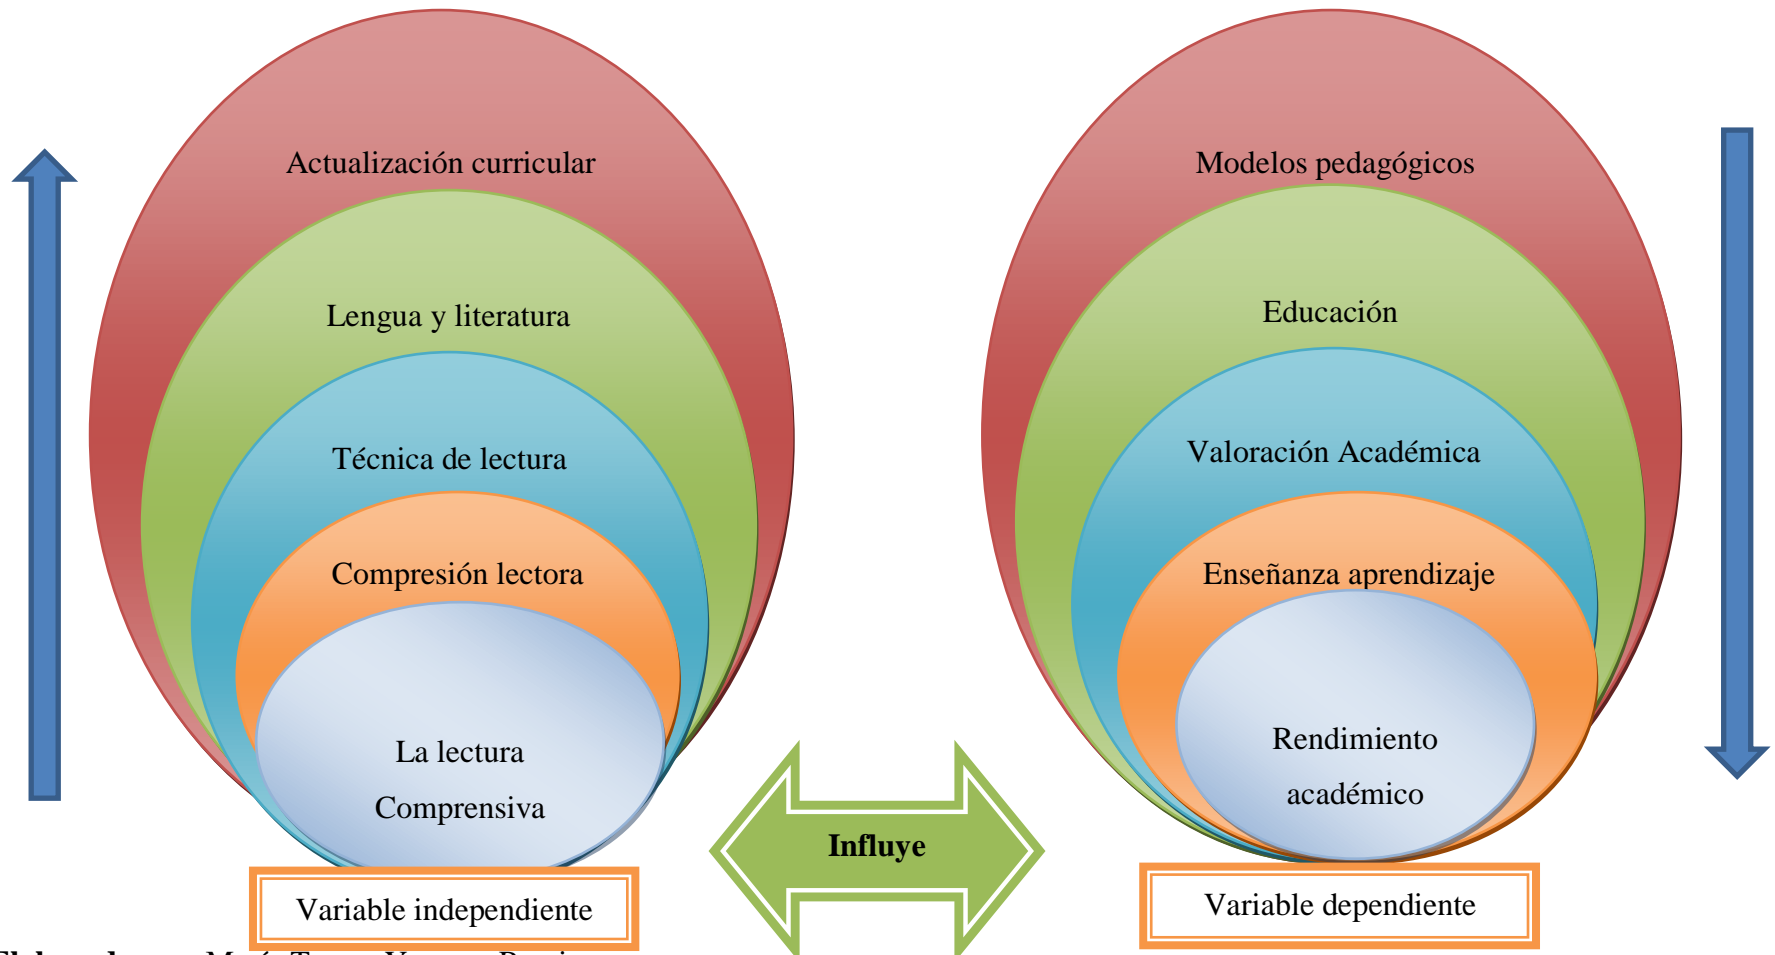 Actualización curricular
Lengua y literatura
Técnica de lectura
Compresión lectora
La lectura
Comprensiva
Variable independiente
Influye
Modelos pedagógicos
Educación
Valoración Académica
Enseñanza aprendizaje
Rendimiento
académico
Variable dependiente